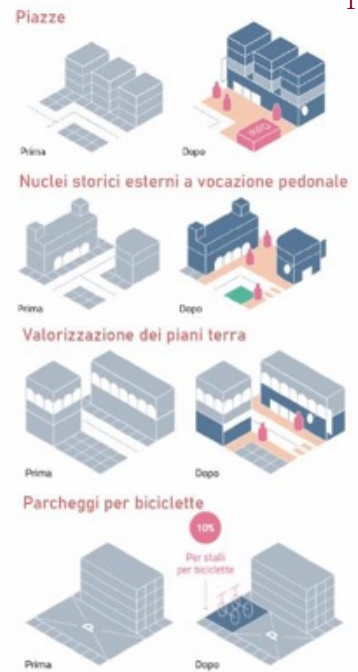 1
Piazze
Prima
Dopo
Nuclei storici esterni a vocazione pedonale
Prima
Dopo
Valorizzazione dei piani terra
Prima
Dopo
Parcheggi per biciclette
10%
Per stalli
per biciclette
P
Prima
Dopo